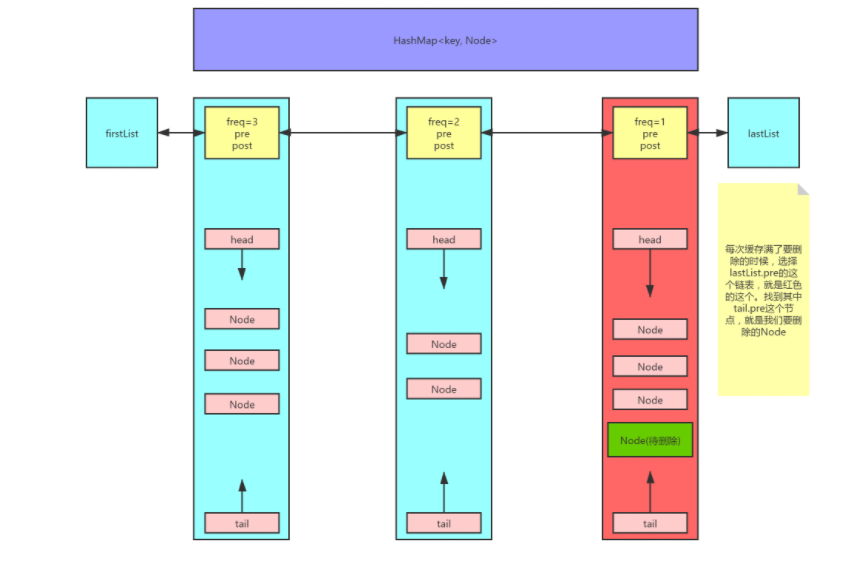 HashMap<key, Node>
firstList
freq=3
pre
post
freq=2
pre
post
freq=1
pre
post
lastList
head
head
head
每次缓存满了要删
除的时候，选择
lastList.pre的这
个链表，就是红色
的这个。找到其中
tail.pre这个节
点，就是我们要删
除的Node
Node
Node
Node
Node
Node
Node
Node
Node
Node(待删除)
tail
tail
tail